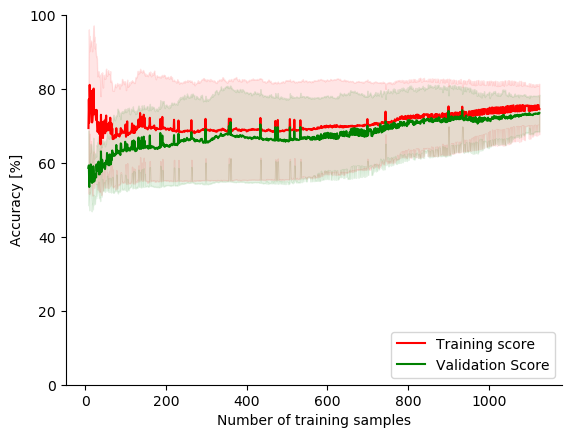 100
80
60
40
20
0
Accuracy [%]
0 200 400 600 800 1000
Number of training samples
Training score
Validation Score